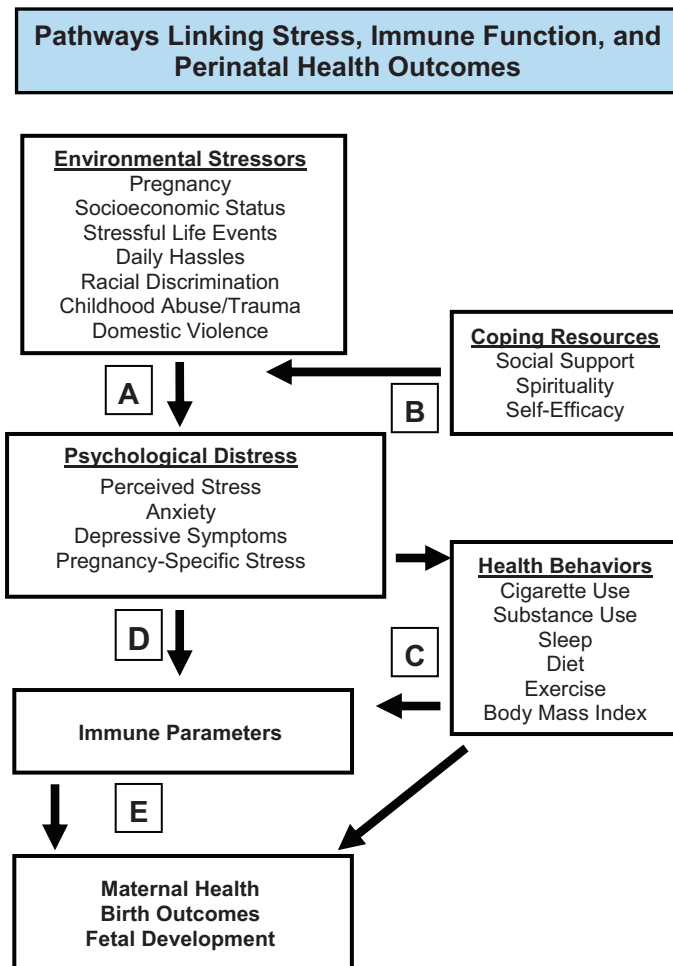 Pathways Linking Stress, Immune Function, and
Perinatal Health Outcomes
Environmental Stressors
Pregnancy
Socioeconomic Status
Stressful Life Events
Daily Hassles
Racial Discrimination
Childhood Abuse/Trauma
Domestic Violence
Coping Resources
Social Support
Spirituality
Self-Efficacy
A
B
Psychological Distress
Perceived Stress
Anxiety
Depressive Symptoms
Pregnancy-Specific Stress
Health Behaviors
Cigarette Use
Substance Use
Sleep
Diet
Exercise
Body Mass Index
D
C
Immune Parameters
E
Maternal Health
Birth Outcomes
Fetal Development